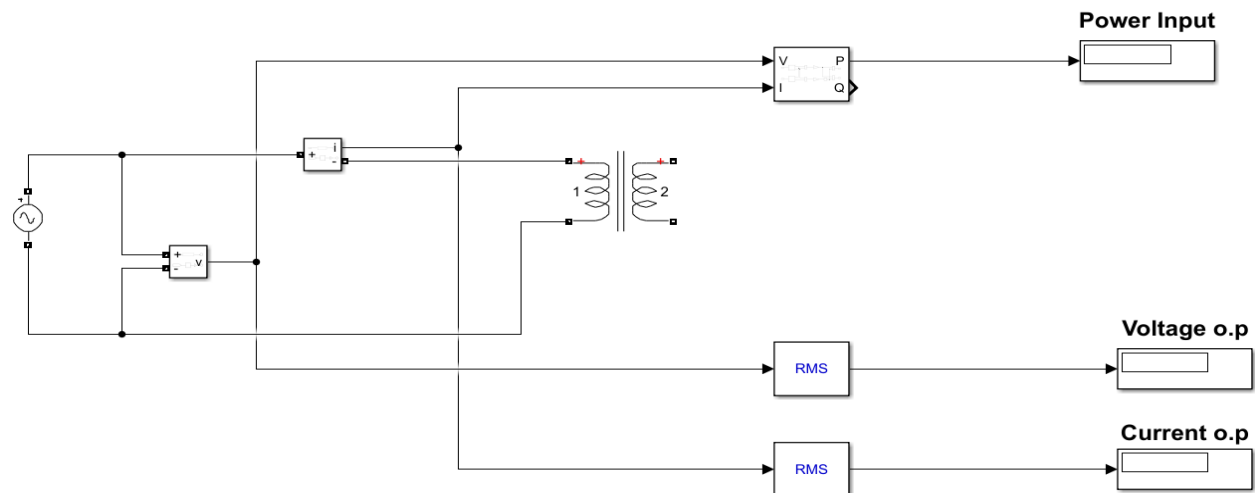 Power Input
V P
I Q
i
+
-
+ +
1 2
+
+
-
v
Voltage o.p
RMS
Current o.p
RMS